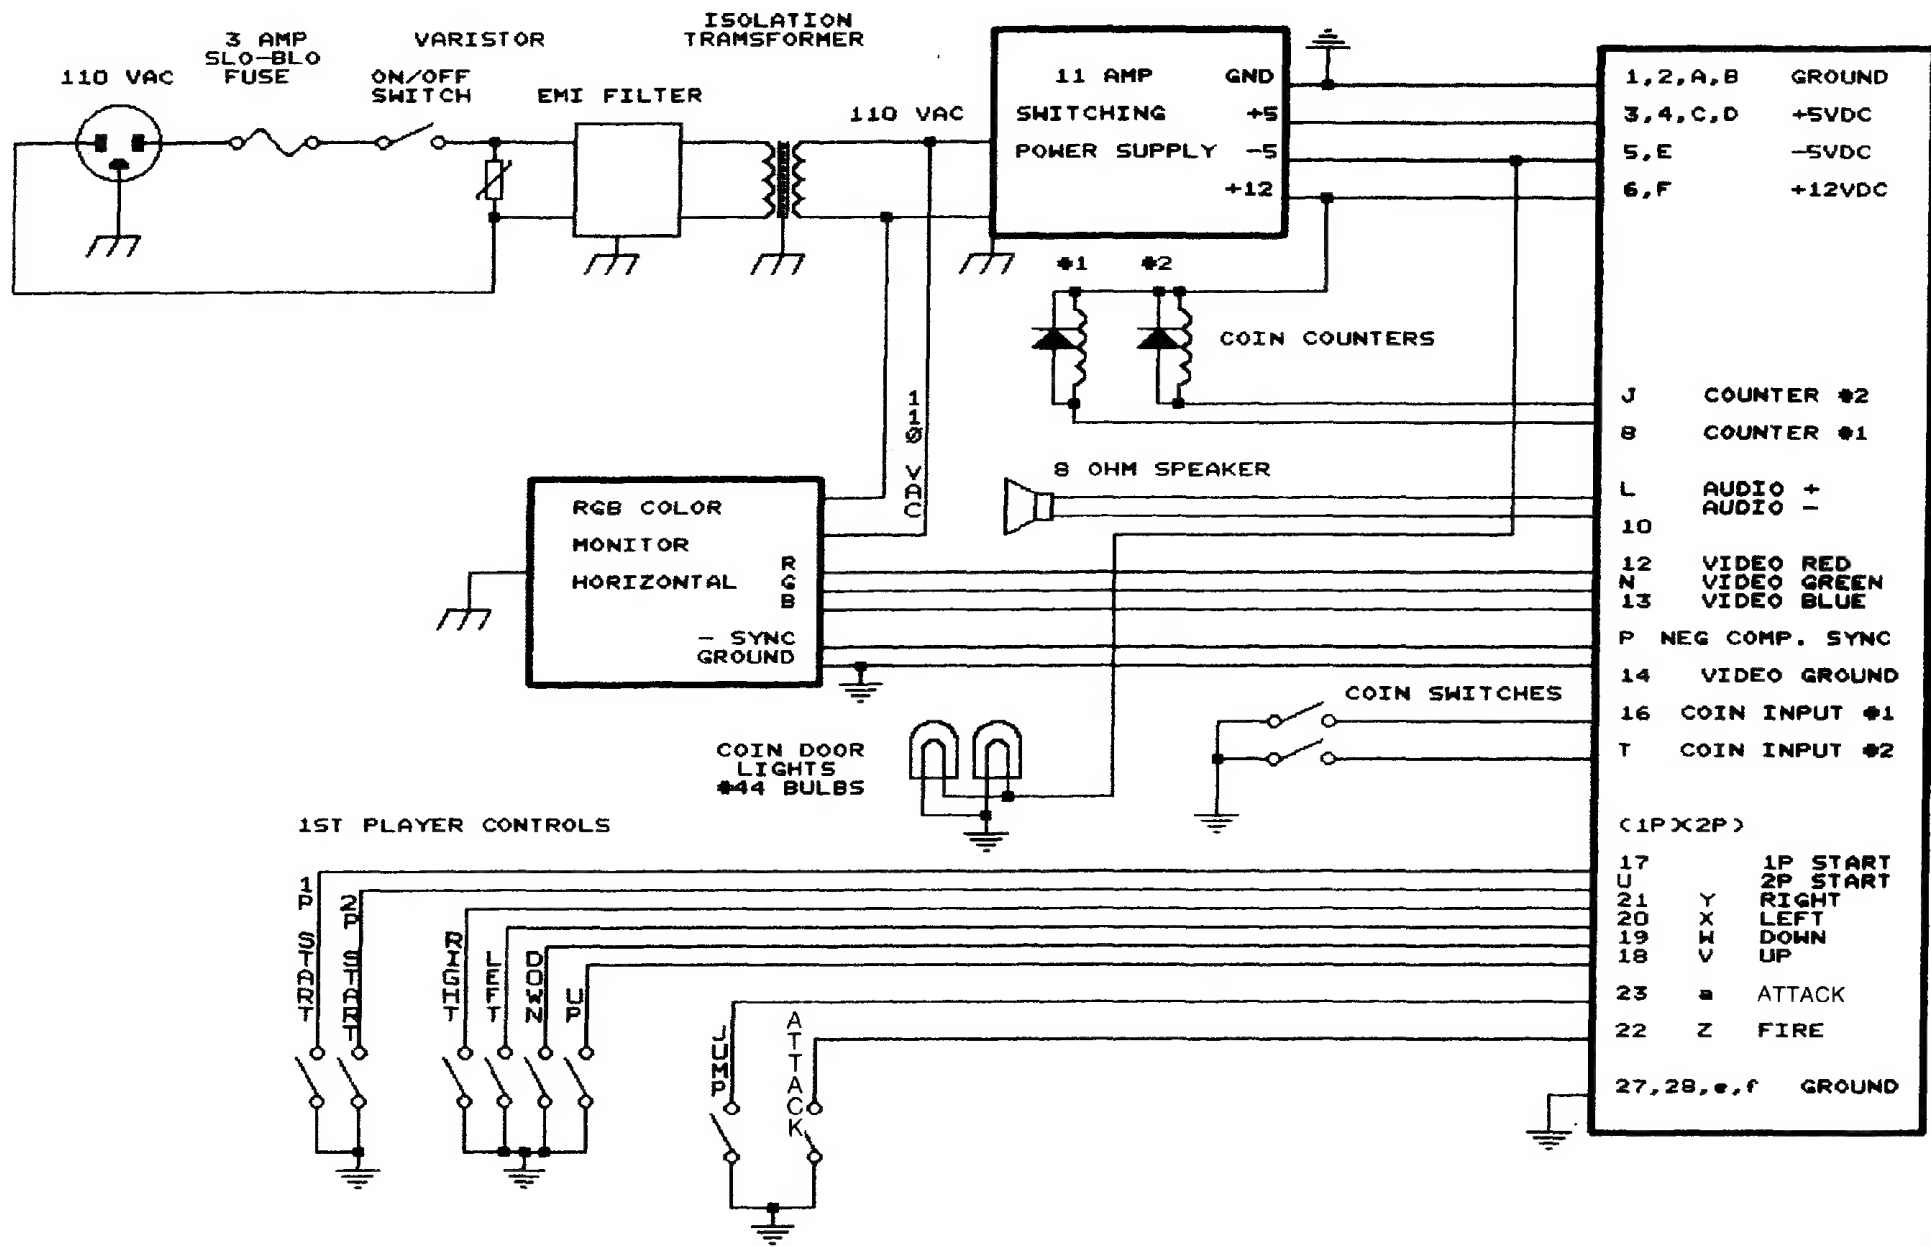 ISOLATION
TRAMSFORMER
3 AMP
SLO-BLO
FUSE
VARISTOR
110 VAC
ON/OFF
SWITCH
EMI FILTER
110 VAC
11 AMP
SWITCHING
POWER SUPPLY
GND
+5
-5
+12
1,2,A,B GROUND
3,4,C,D +5VDC
5,E -5VDC
6,F +12VDC
#1 #2
COIN COUNTERS
J COUNTER #2
8 COUNTER #1
110 VAC
8 OHM SPEAKER
L AUDIO +
AUDIO -
10
RGB COLOR
MONITOR
HORIZONTAL
R
G
B
- SYNC
GROUND
12 VIDEO RED
N VIDEO GREEN
13 VIDEO BLUE
P NEG COMP. SYNC
14 VIDEO GROUND
COIN SWITCHES
16 COIN INPUT #1
T COIN INPUT #2
COIN DOOR
LIGHTS
#44 BULBS
1ST PLAYER CONTROLS
(1P)(2P)
17 1P START
U 2P START
21 Y RIGHT
20 X LEFT
19 W DOWN
18 V UP
23 a ATTACK
22 Z FIRE
27,28,e,f GROUND
1P START
2P START
RIGHT
LEFT
DOWN
UP
JUMP
ATTACK